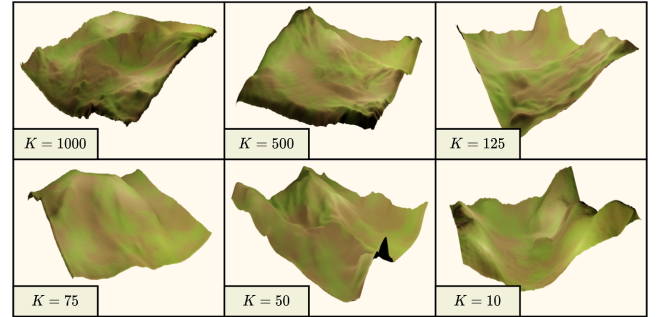 K = 1000
K = 500
K = 125
K = 75
K = 50
K = 10